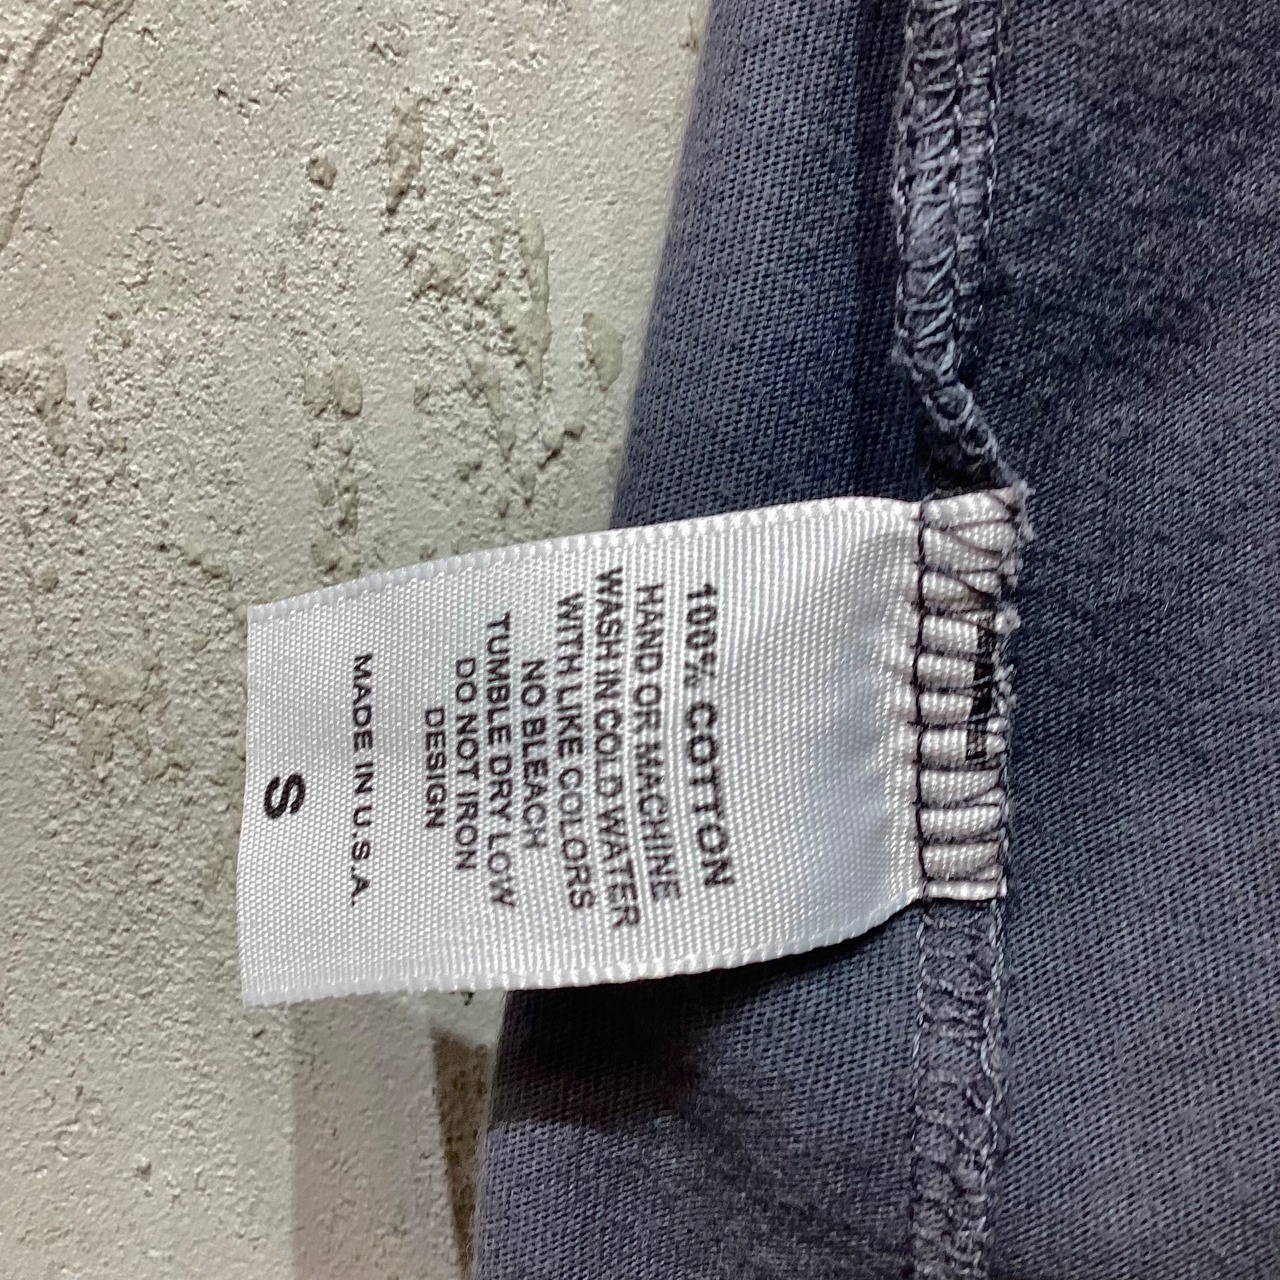 100% COTTON
HAND OR MACHINE
WASH IN COLD WATER
WITH LIKE COLORS
NO BLEACH
TUMBLE DRY LOW
DO NOT IRON
DESIGN
MADE IN U.S.A.
S